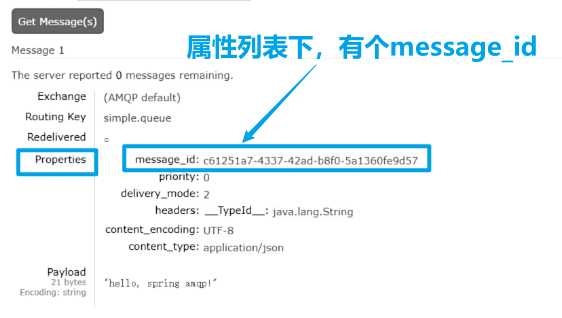 Get Message(s)
属性列表下，有个message_id
Message 1
The server reported 0 messages remaining.
Exchange (AMQP default)
Routing Key simple.queue
Redelivered
Properties message_id: c61251a7-4337-42ad-b8f0-5a1360fe9d57
priority: 0
delivery_mode: 2
headers: __TypeId__: java.lang.String
content_encoding: UTF-8
content_type: application/json
Payload
21 bytes
Encoding: string
"hello, spring amqp!"